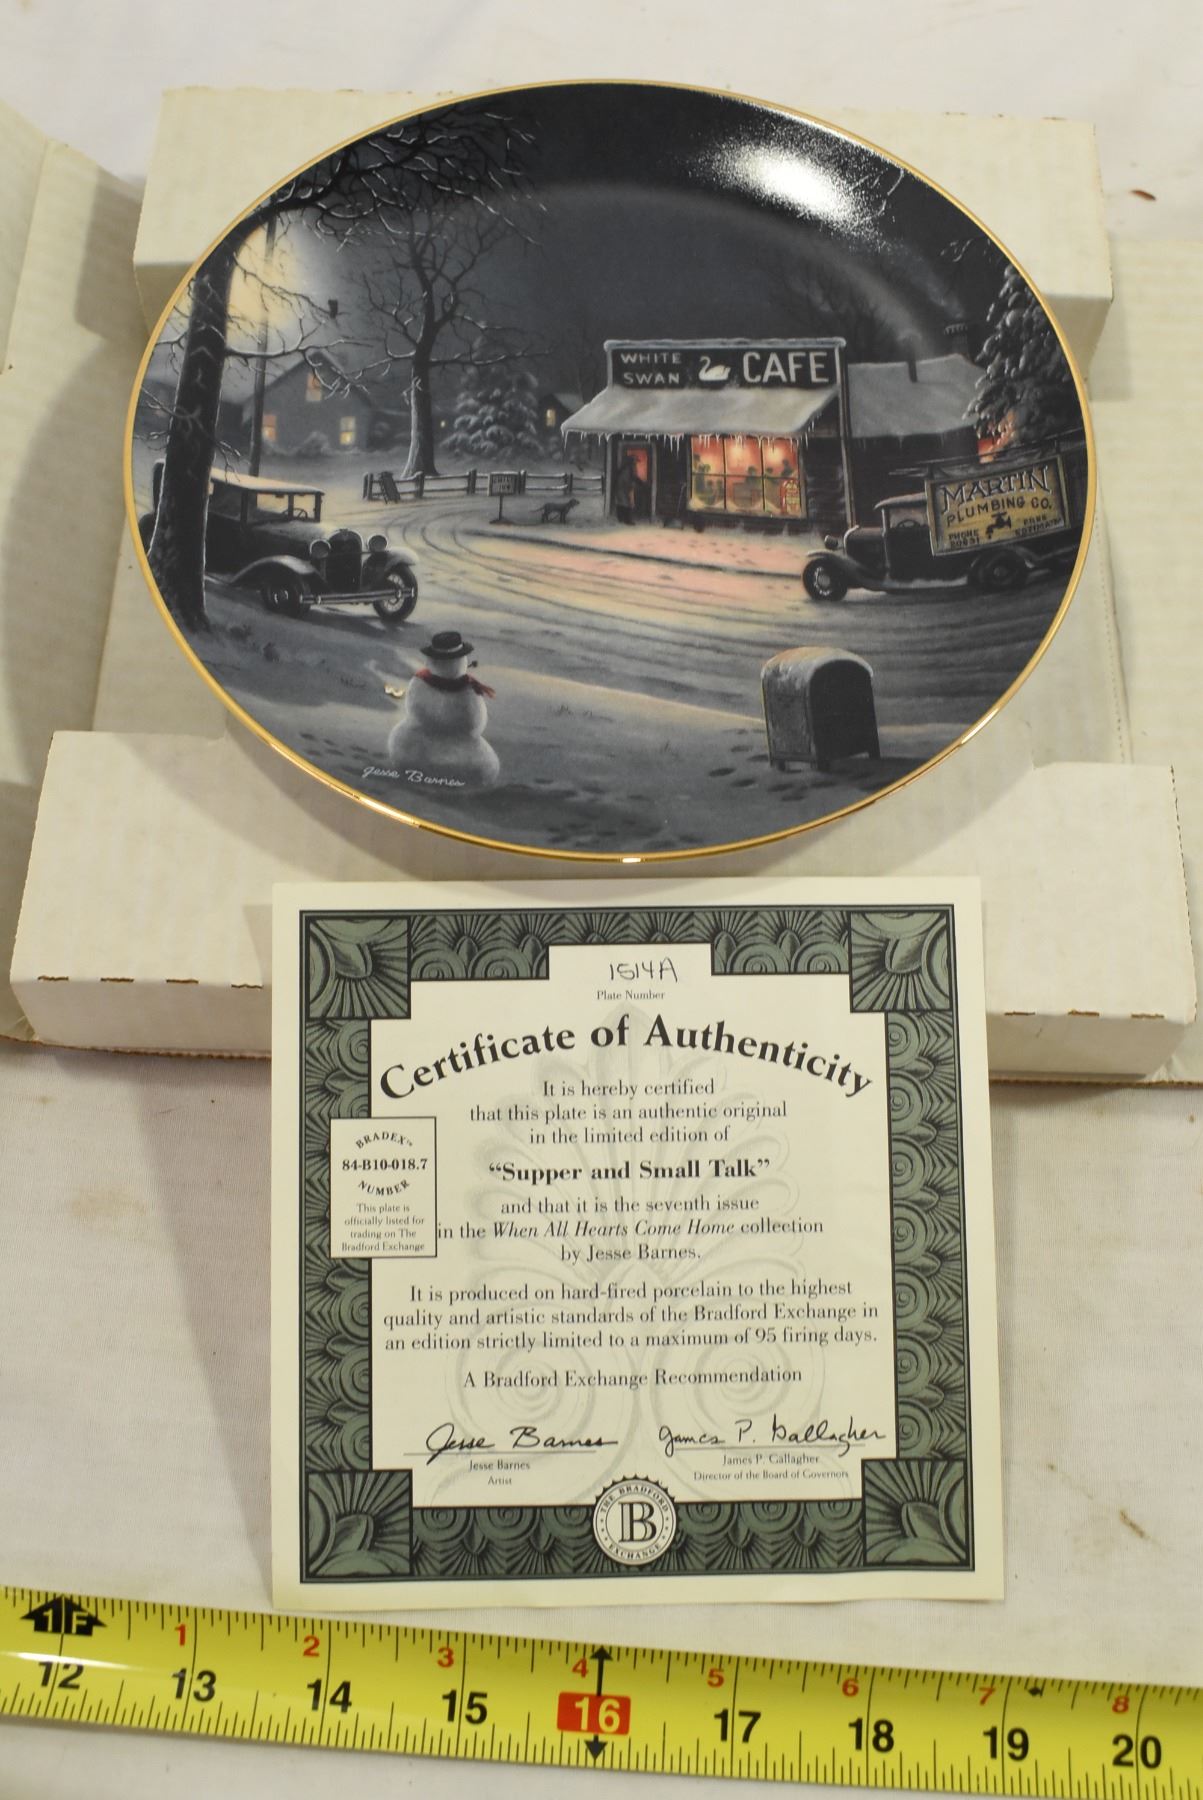 WHITE SWAN CAFE
MARTIN
PLUMBING CO.
PHONE 20631
FREE ESTIMATE
Jesse Barnes
1514A
Plate Number
Certificate of Authenticity
It is hereby certified
that this plate is an authentic original
in the limited edition of
“Supper and Small Talk”
and that it is the seventh issue
in the When All Hearts Come Home collection
by Jesse Barnes.
BRADEX™
84-B10-018.7
NUMBER
This plate is
officially listed for
trading on The
Bradford Exchange
It is produced on hard-fired porcelain to the highest
quality and artistic standards of the Bradford Exchange in
an edition strictly limited to a maximum of 95 firing days.
A Bradford Exchange Recommendation
Jesse Barnes
James P. Gallagher
Jesse Barnes
Artist
James P. Gallagher
Director of the Board of Governors
THE BRADFORD
B
EXCHANGE
1F 1 2 3 4 5 6 7 8
12 13 14 15 16 17 18 19 20